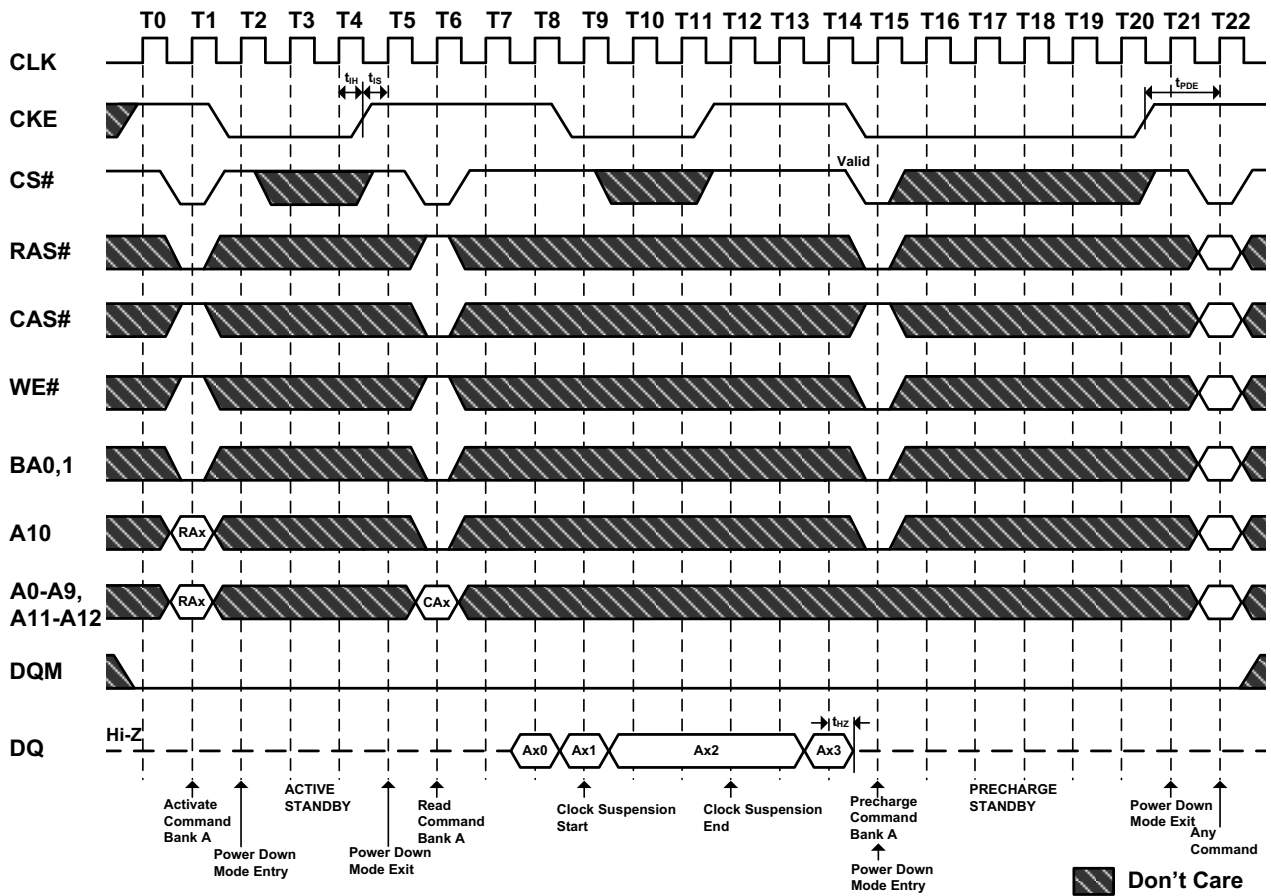 T0 T1 T2 T3 T4 T5 T6 T7 T8 T9 T10 T11 T12 T13 T14 T15 T16 T17 T18 T19 T20 T21 T22
CLK
tIH tIS
tPDE
CKE
Valid
CS#
RAS#
CAS#
WE#
BA0,1
A10
RAx
A0-A9,
A11-A12
RAx
CAx
DQM
Hi-Z
tHZ
DQ
Ax0
Ax1
Ax2
Ax3
Activate
Command
Bank A
ACTIVE
STANDBY
Power Down
Mode Entry
Power Down
Mode Exit
Read
Command
Bank A
Clock Suspension
Start
Clock Suspension
End
Precharge
Command
Bank A
Power Down
Mode Entry
PRECHARGE
STANDBY
Power Down
Mode Exit
Any
Command
Don't Care